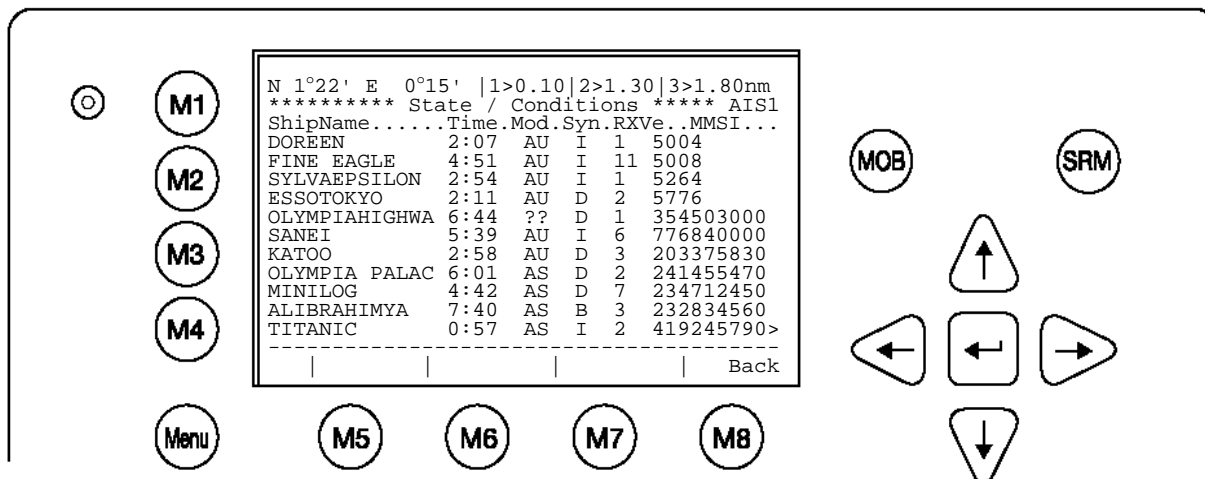 N 1°22' E 0°15' |1>0.10|2>1.30|3>1.80nm
********** State / Conditions ***** AIS1
ShipName......Time.Mod.Syn.RXVe..MMSI...
DOREEN 2:07 AU I 1 5004
FINE EAGLE 4:51 AU I 11 5008
SYLVAEPSILON 2:54 AU I 1 5264
ESSOTOKYO 2:11 AU D 2 5776
OLYMPIAHIGHWA 6:44 ?? D 1 354503000
SANEI 5:39 AU I 6 776840000
KATOO 2:58 AU D 3 203375830
OLYMPIA PALAC 6:01 AS D 2 241455470
MINILOG 4:42 AS D 7 234712450
ALIBRAHIMYA 7:40 AS B 3 232834560
TITANIC 0:57 AS I 2 419245790>
----------------------------------------
| | | | Back
M1
M2
M3
M4
Menu
M5 M6 M7 M8
MOB SRM